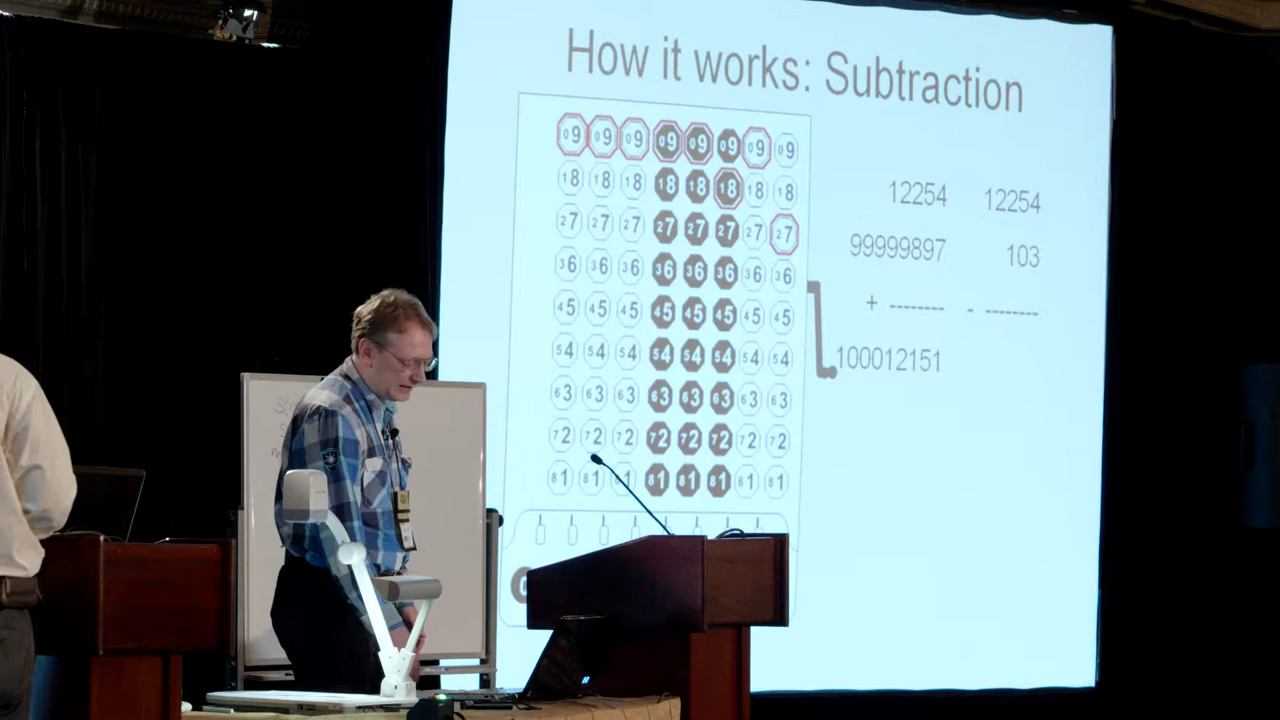 How it works: Subtraction
09 09 09 09 09 09 09 09
18 18 18 18 18 18 18 18
27 27 27 27 27 27 27 27
36 36 36 36 36 36 36 36
45 45 45 45 45 45 45 45
54 54 54 54 54 54 54 54
63 63 63 63 63 63 63 63
72 72 72 72 72 72 72 72
81 81 81 81 81 81 81 81
12254 12254
99999897 103
+ -------- - --------
100012151